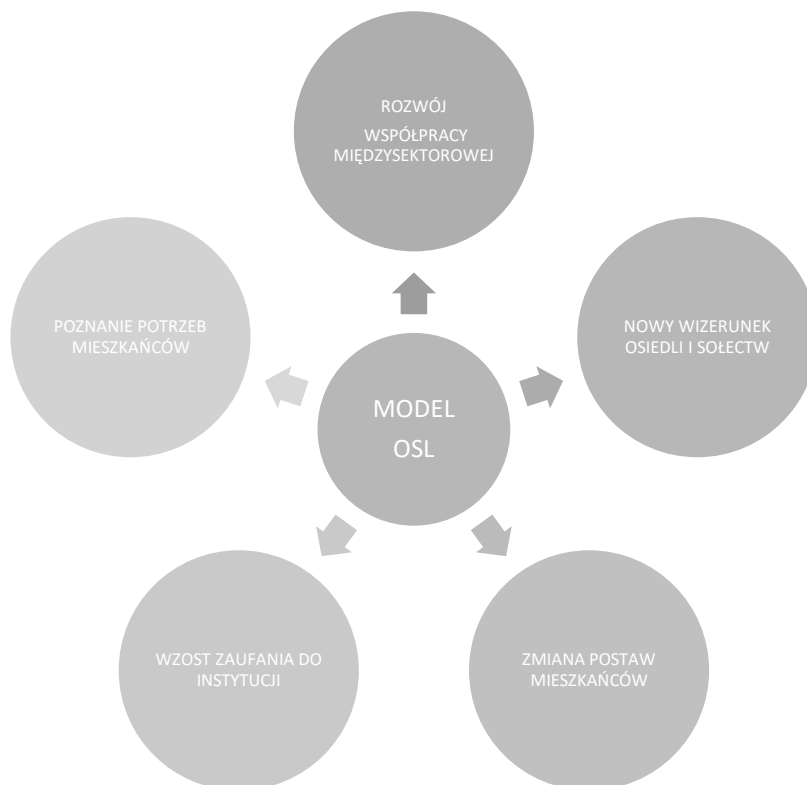 ROZWÓJ
WSPÓŁPRACY
MIĘDZYSEKTOROWEJ
POZNANIE POTRZEB
MIESZKAŃCÓW
NOWY WIZERUNEK
OSIEDLI I SOŁECTW
MODEL
OSL
WZOST ZAUFANIA DO
INSTYTUCJI
ZMIANA POSTAW
MIESZKAŃCÓW